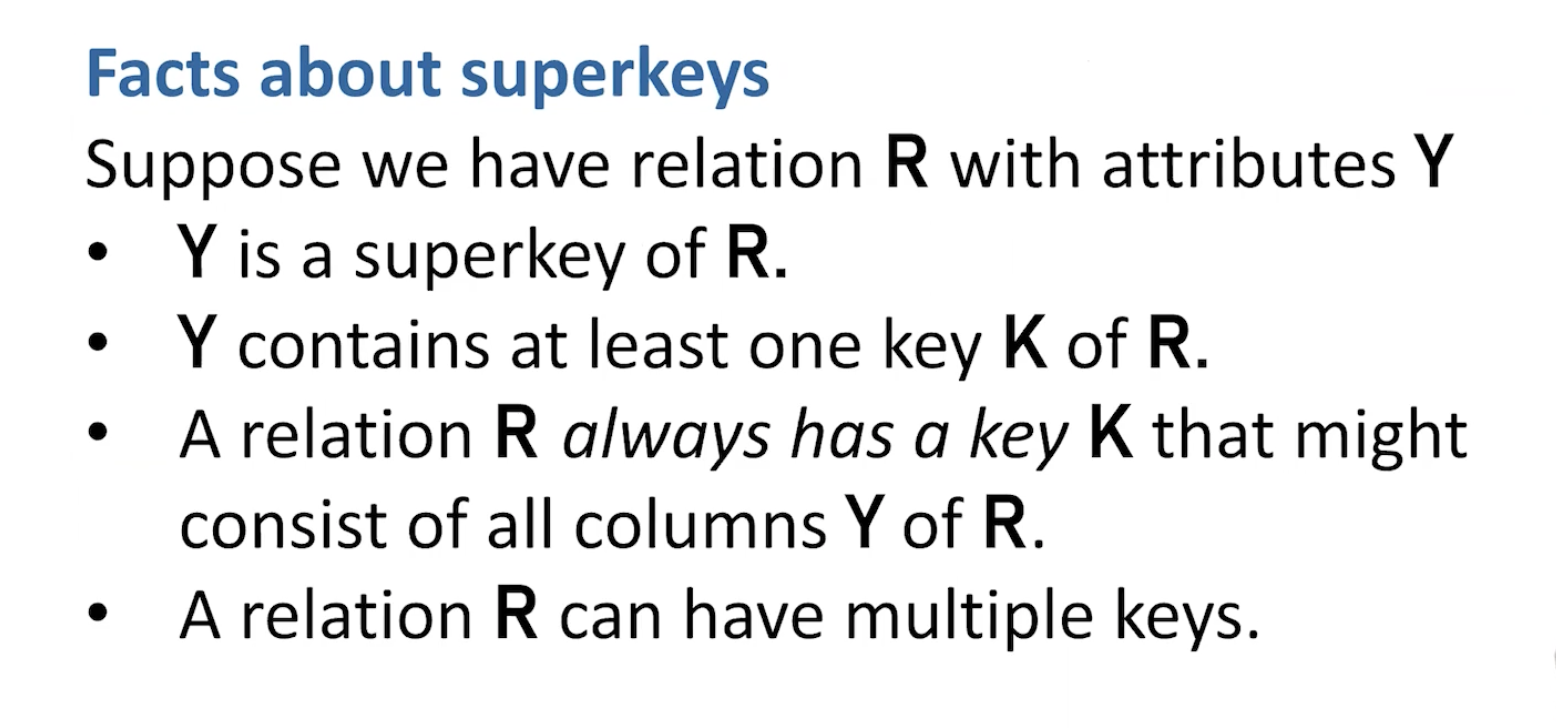 Facts about superkeys
Suppose we have relation R with attributes Y
• Y is a superkey of R.
• Y contains at least one key K of R.
• A relation R always has a key K that might
consist of all columns Y of R.
• A relation R can have multiple keys.